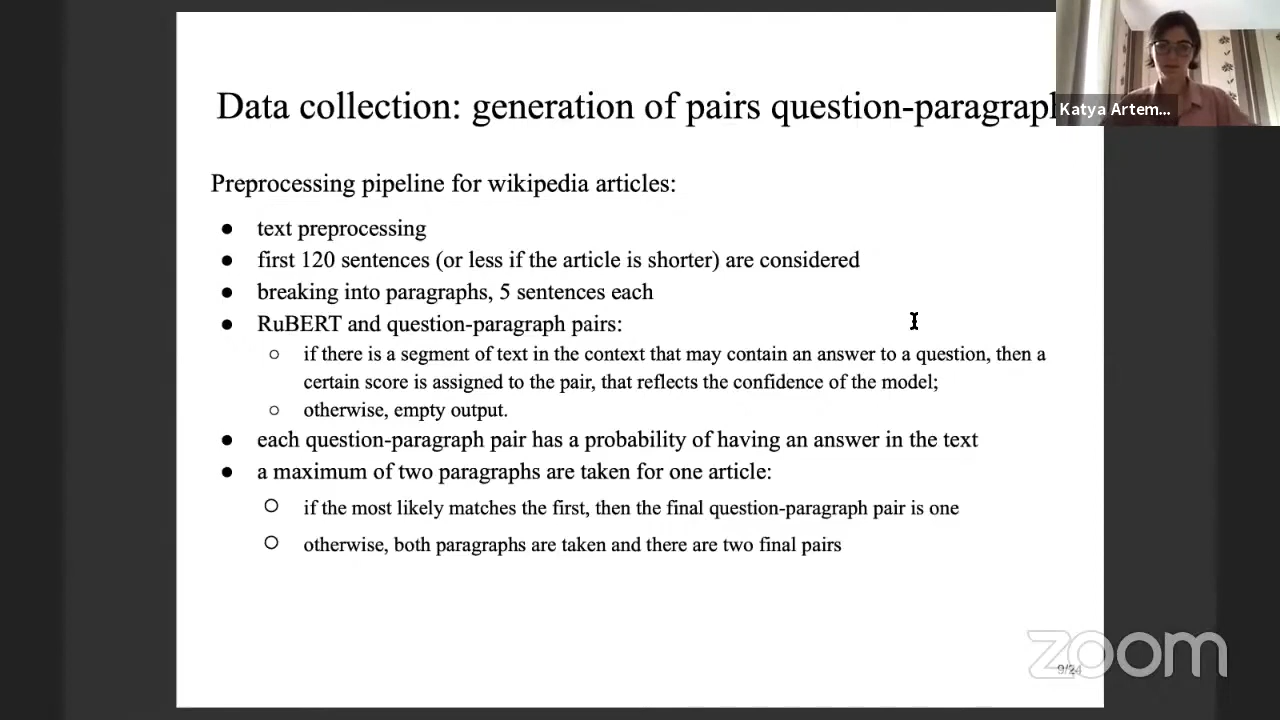 Data collection: generation of pairs question-paragraph
Katya Artem...
Preprocessing pipeline for wikipedia articles:
● text preprocessing
● first 120 sentences (or less if the article is shorter) are considered
● breaking into paragraphs, 5 sentences each
● RuBERT and question-paragraph pairs:
○ if there is a segment of text in the context that may contain an answer to a question, then a
certain score is assigned to the pair, that reflects the confidence of the model;
○ otherwise, empty output.
● each question-paragraph pair has a probability of having an answer in the text
● a maximum of two paragraphs are taken for one article:
○ if the most likely matches the first, then the final question-paragraph pair is one
○ otherwise, both paragraphs are taken and there are two final pairs
zoom
9/24